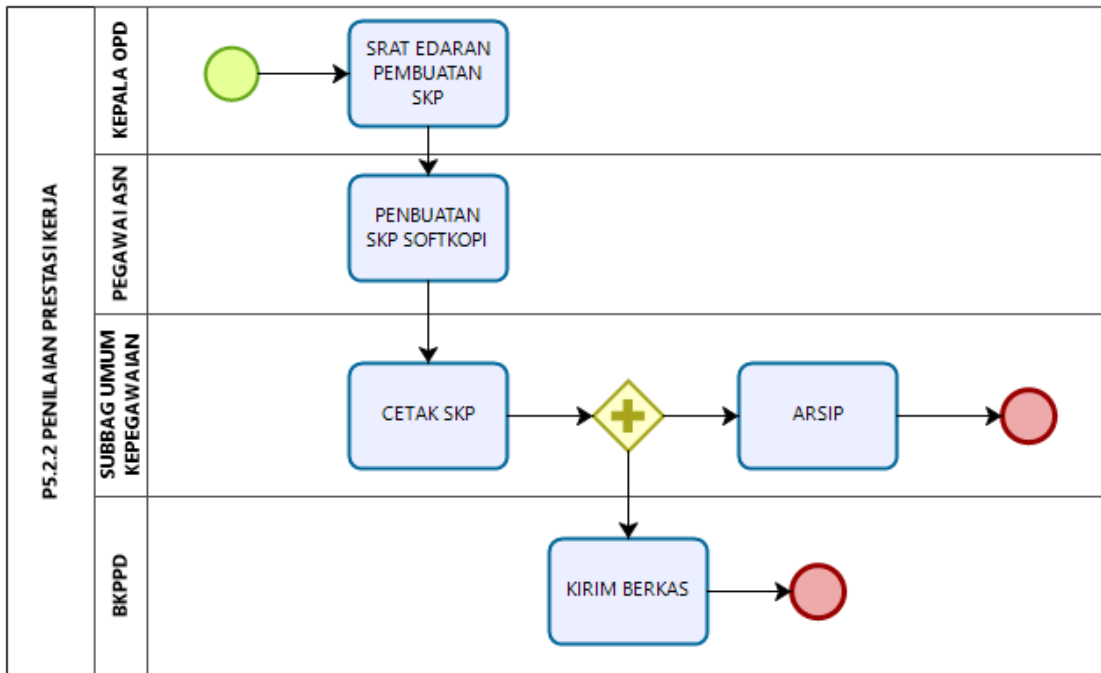 P5.2.2 PENILAIAN PRESTASI KERJA
KEPALA OPD
SRAT EDARAN
PEMBUATAN
SKP
PEGAWAI ASN
PENBUATAN
SKP SOFTKOPI
SUBBAG UMUM
KEPEGAWAIAN
CETAK SKP
ARSIP
BKPPD
KIRIM BERKAS